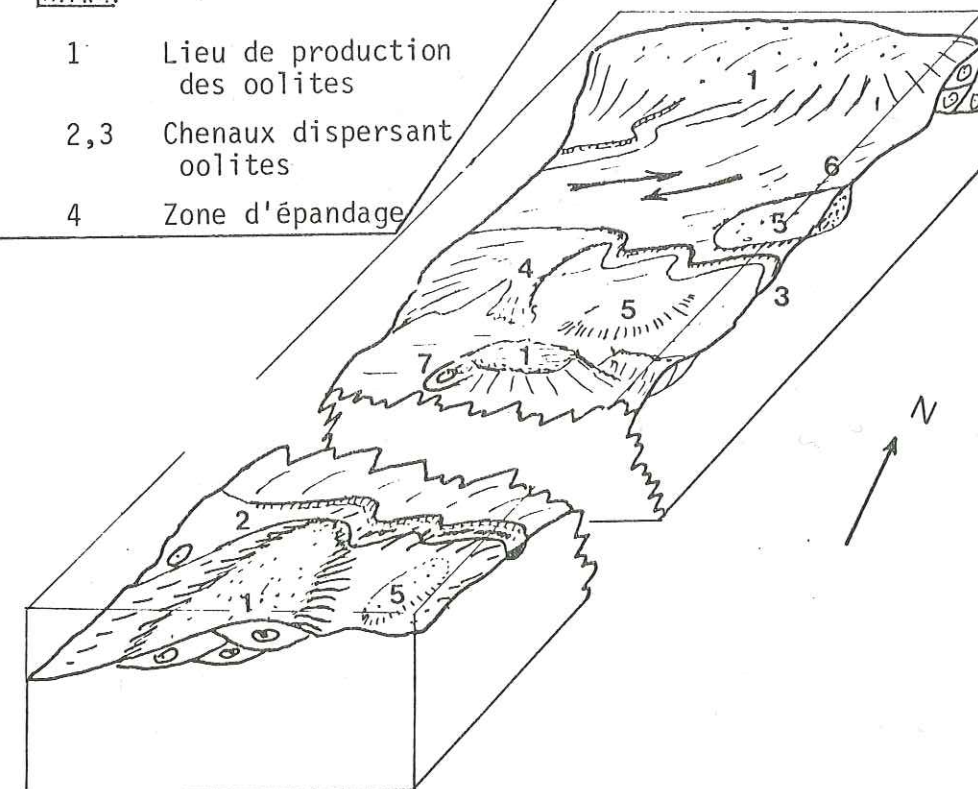 1 Lieu de production
des oolites
2,3 Chenaux dispersant
oolites
4 Zone d'épandage
1
6
5
4
3
5
1
7
N
2
1
5